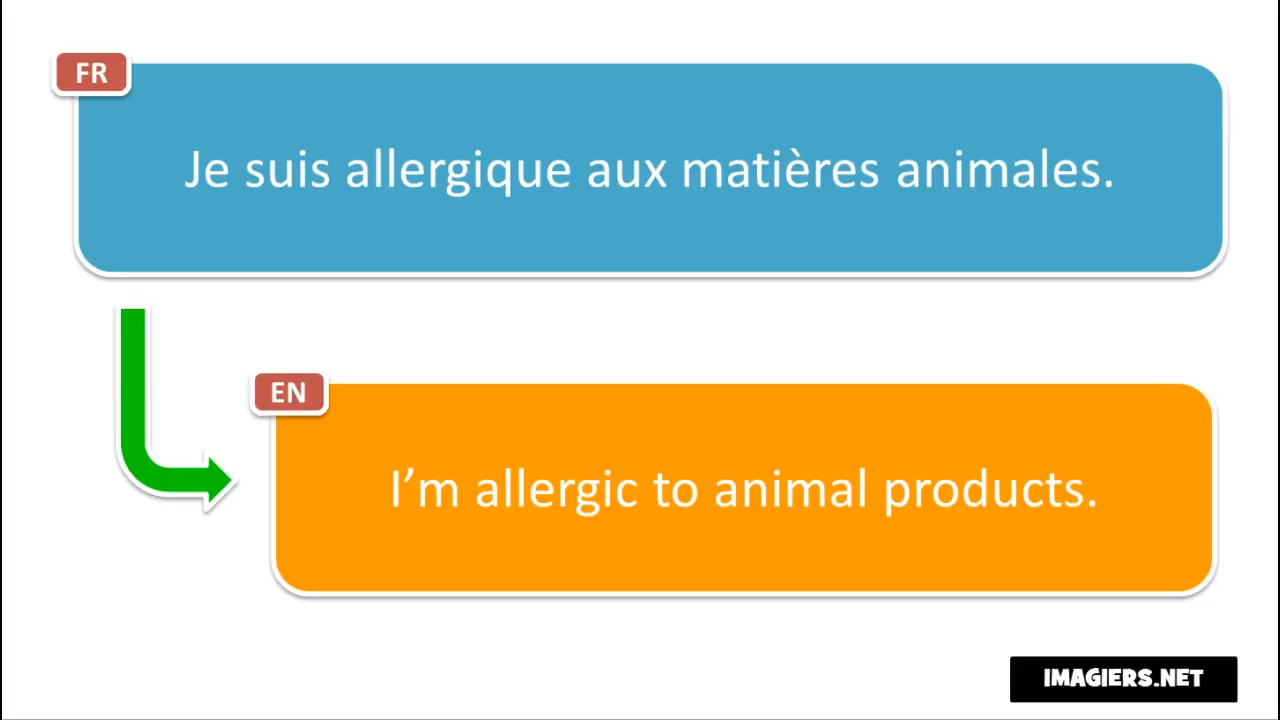 FR
Je suis allergique aux matières animales.
EN
I’m allergic to animal products.
IMAGIERS.NET